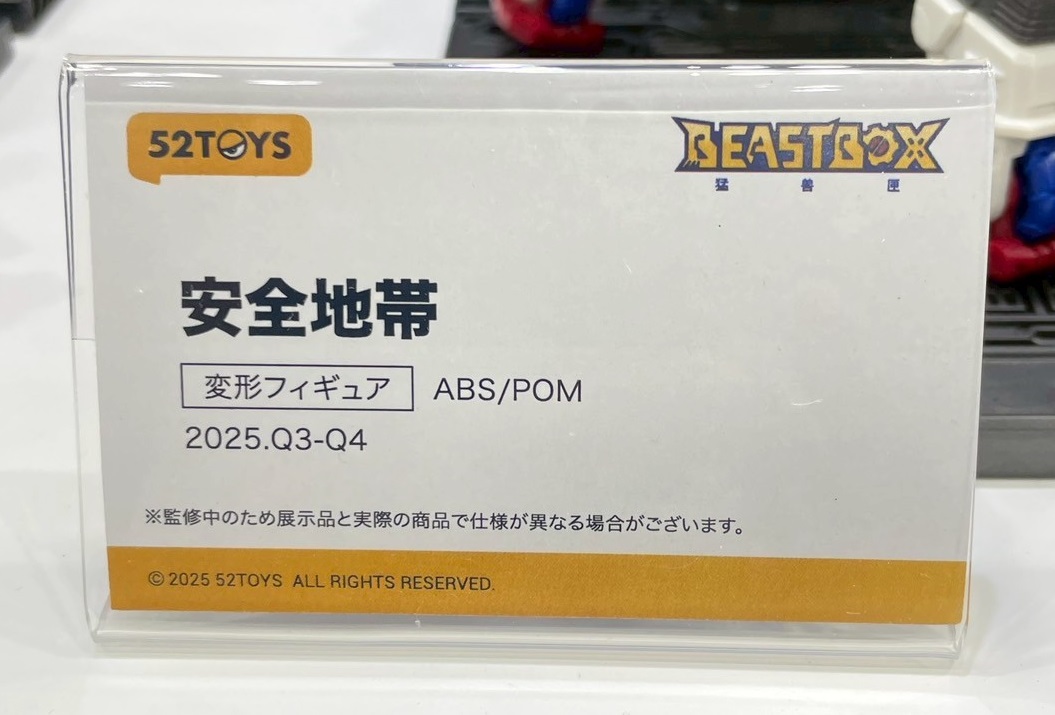 52TOYS
BEASTBOX
猛獸匣
安全地帯
変形フィギュア ABS/POM
2025.Q3-Q4
※監修中のため展示品と実際の商品で仕様が異なる場合がございます。
© 2025 52TOYS ALL RIGHTS RESERVED.